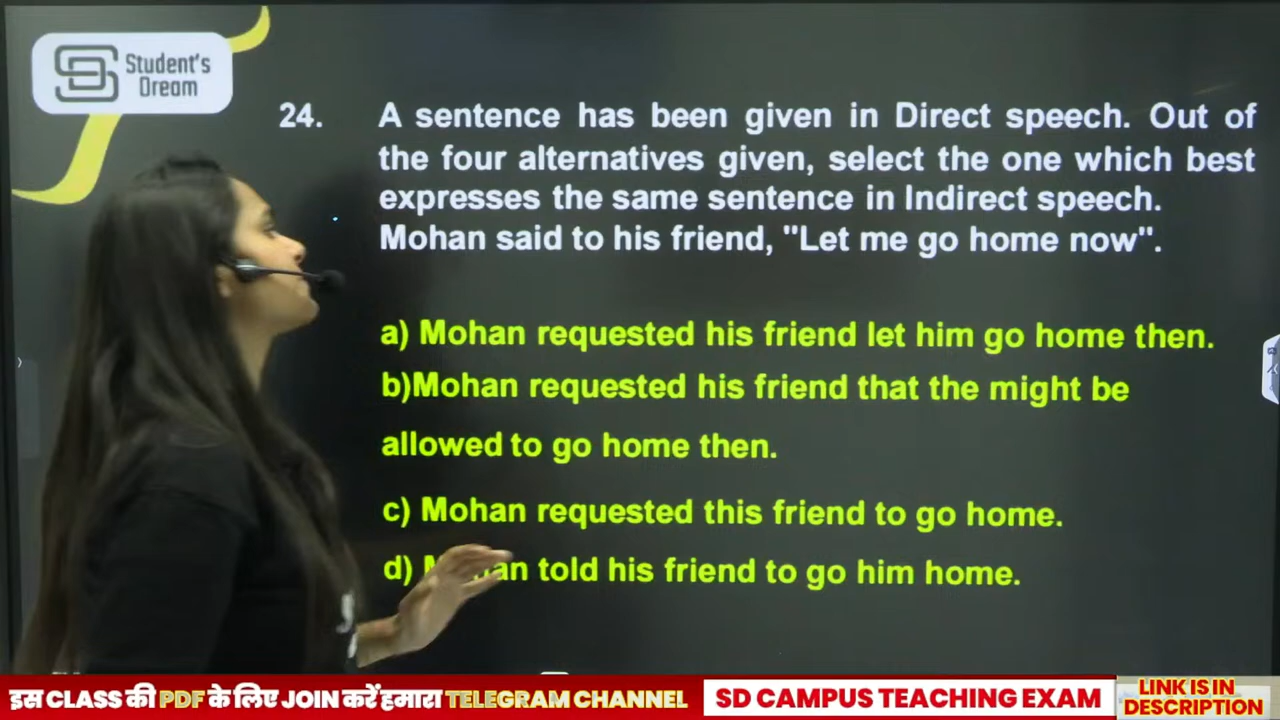 Student's
Dream
24. A sentence has been given in Direct speech. Out of
the four alternatives given, select the one which best
expresses the same sentence in Indirect speech.
Mohan said to his friend, "Let me go home now".
a) Mohan requested his friend let him go home then.
b)Mohan requested his friend that the might be
allowed to go home then.
c) Mohan requested this friend to go home.
d) told his friend to go him home.
इस CLASS की PDF के लिए JOIN करें हमारा TELEGRAM CHANNEL
SD CAMPUS TEACHING EXAM
LINK IS IN
DESCRIPTION